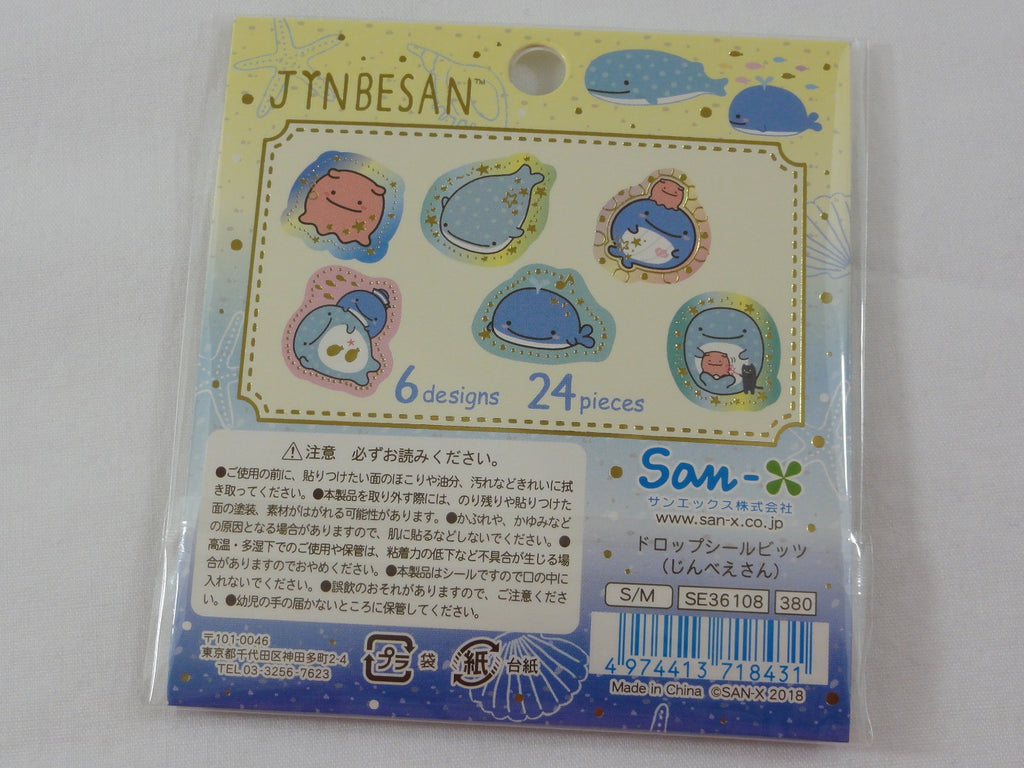 JINBESAN™
6 designs 24 pieces
⚠注意 必ずお読みください。
●ご使用の前に、貼りつけたい面のほこりや油分、汚れなどきれいに拭
き取ってください。●本製品を取り外す際には、のり残りや貼りつけた
面の塗装、素材がはがれる可能性があります。●かぶれや、かゆみなど
の原因となる場合がありますので、肌に貼るなどしないでください。●
高温・多湿下でのご使用や保管は、粘着力の低下など不具合が生じる場
合がありますのでおやめください。●本製品はシールですので口の中に
入れないでください。●誤飲のおそれがありますので、ご注意くださ
い。●幼児の手の届かないところに保管してください。
〒101-0046
東京都千代田区神田多町2-4
TEL03-3256-7623
プラ 袋 紙 台紙
San-X
サンエックス株式会社
www.san-x.co.jp
ドロップシールビッツ
(じんべえさん)
S/M SE36108 380
4 974413 718431
Made in China ©SAN-X 2018